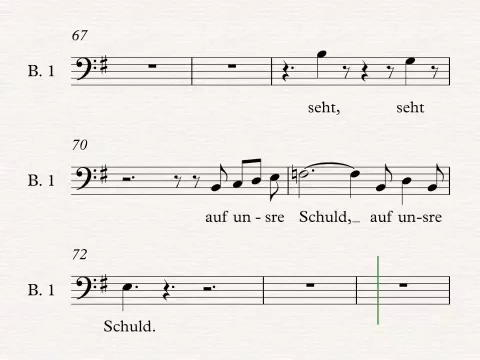 67
B. 1
seht, seht
70
B. 1
auf un - sre Schuld,_ auf un-sre
72
B. 1
Schuld.